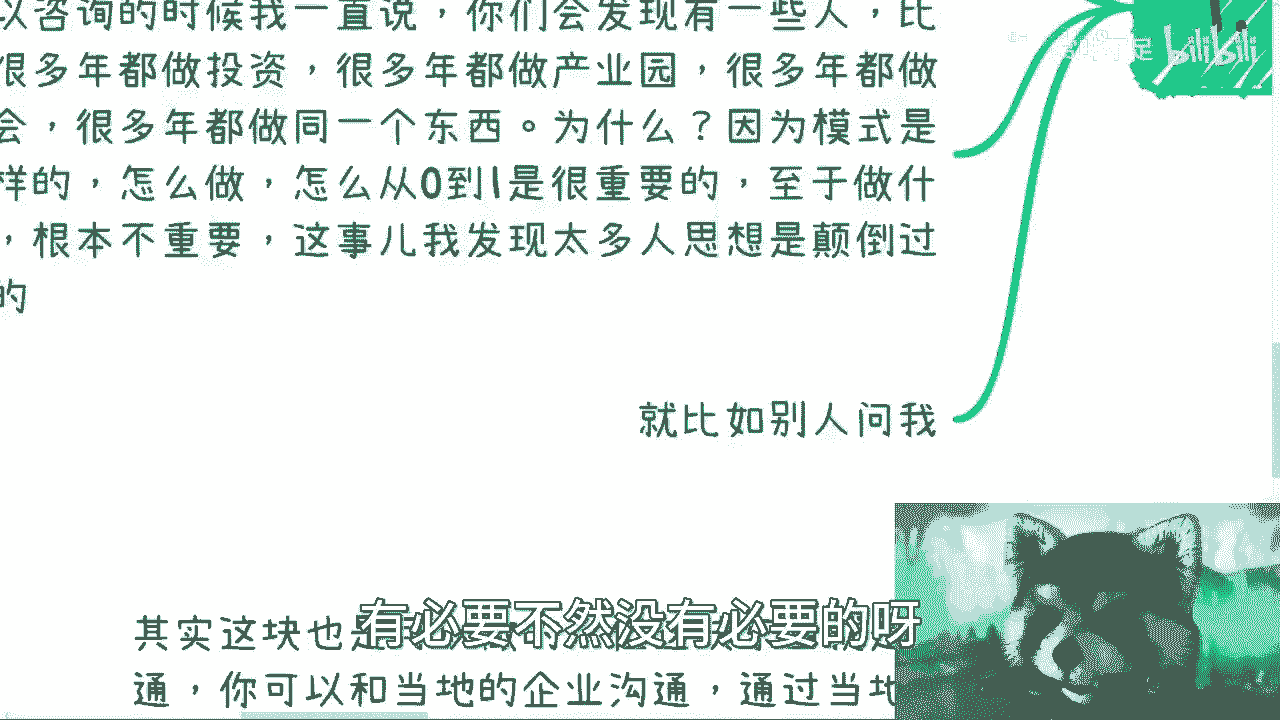 以咨询的时候我一直说，你们会发现有一些人，比
很多年都做投资，很多年都做产业园，很多年都做
会，很多年都做同一个东西。为什么？因为模式是
样的，怎么做，怎么从0到1是很重要的，至于做什
，根本不重要，这事儿我发现太多人思想是颠倒过
的
就比如别人问我
其实这块也是
有必要不然没有必要的呀
通，你可以和当地的企业沟通，通过当地
bilibili